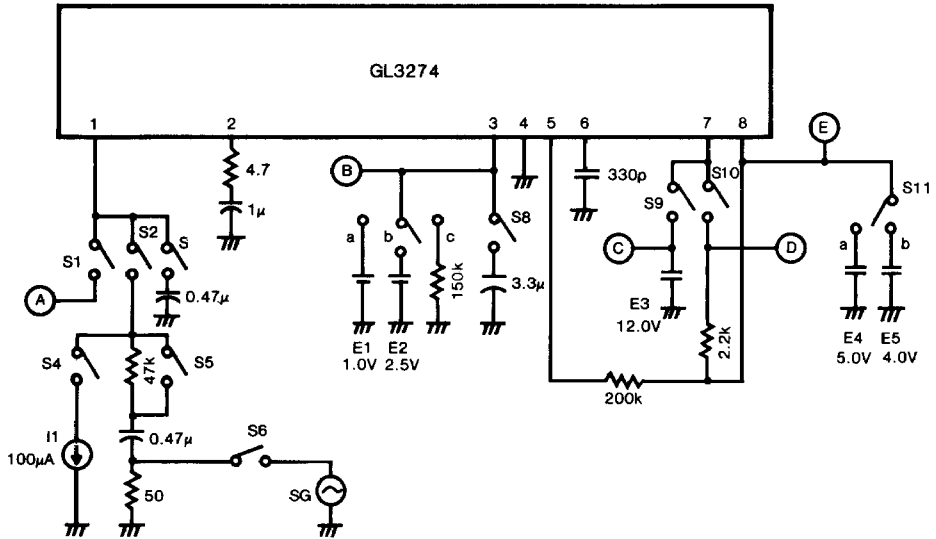 GL3274
1 2 3 4 5 6 7 8
4.7
1μ
B
330p
S9
S10
E
S11
S2
S
S1
A
0.47μ
a
b
c
150k
S8
3.3μ
C
D
a
b
E3
12.0V
E1
1.0V
E2
2.5V
2.2k
E4
5.0V
E5
4.0V
200k
S4
47k
S5
I1
100μA
0.47μ
S6
50
SG